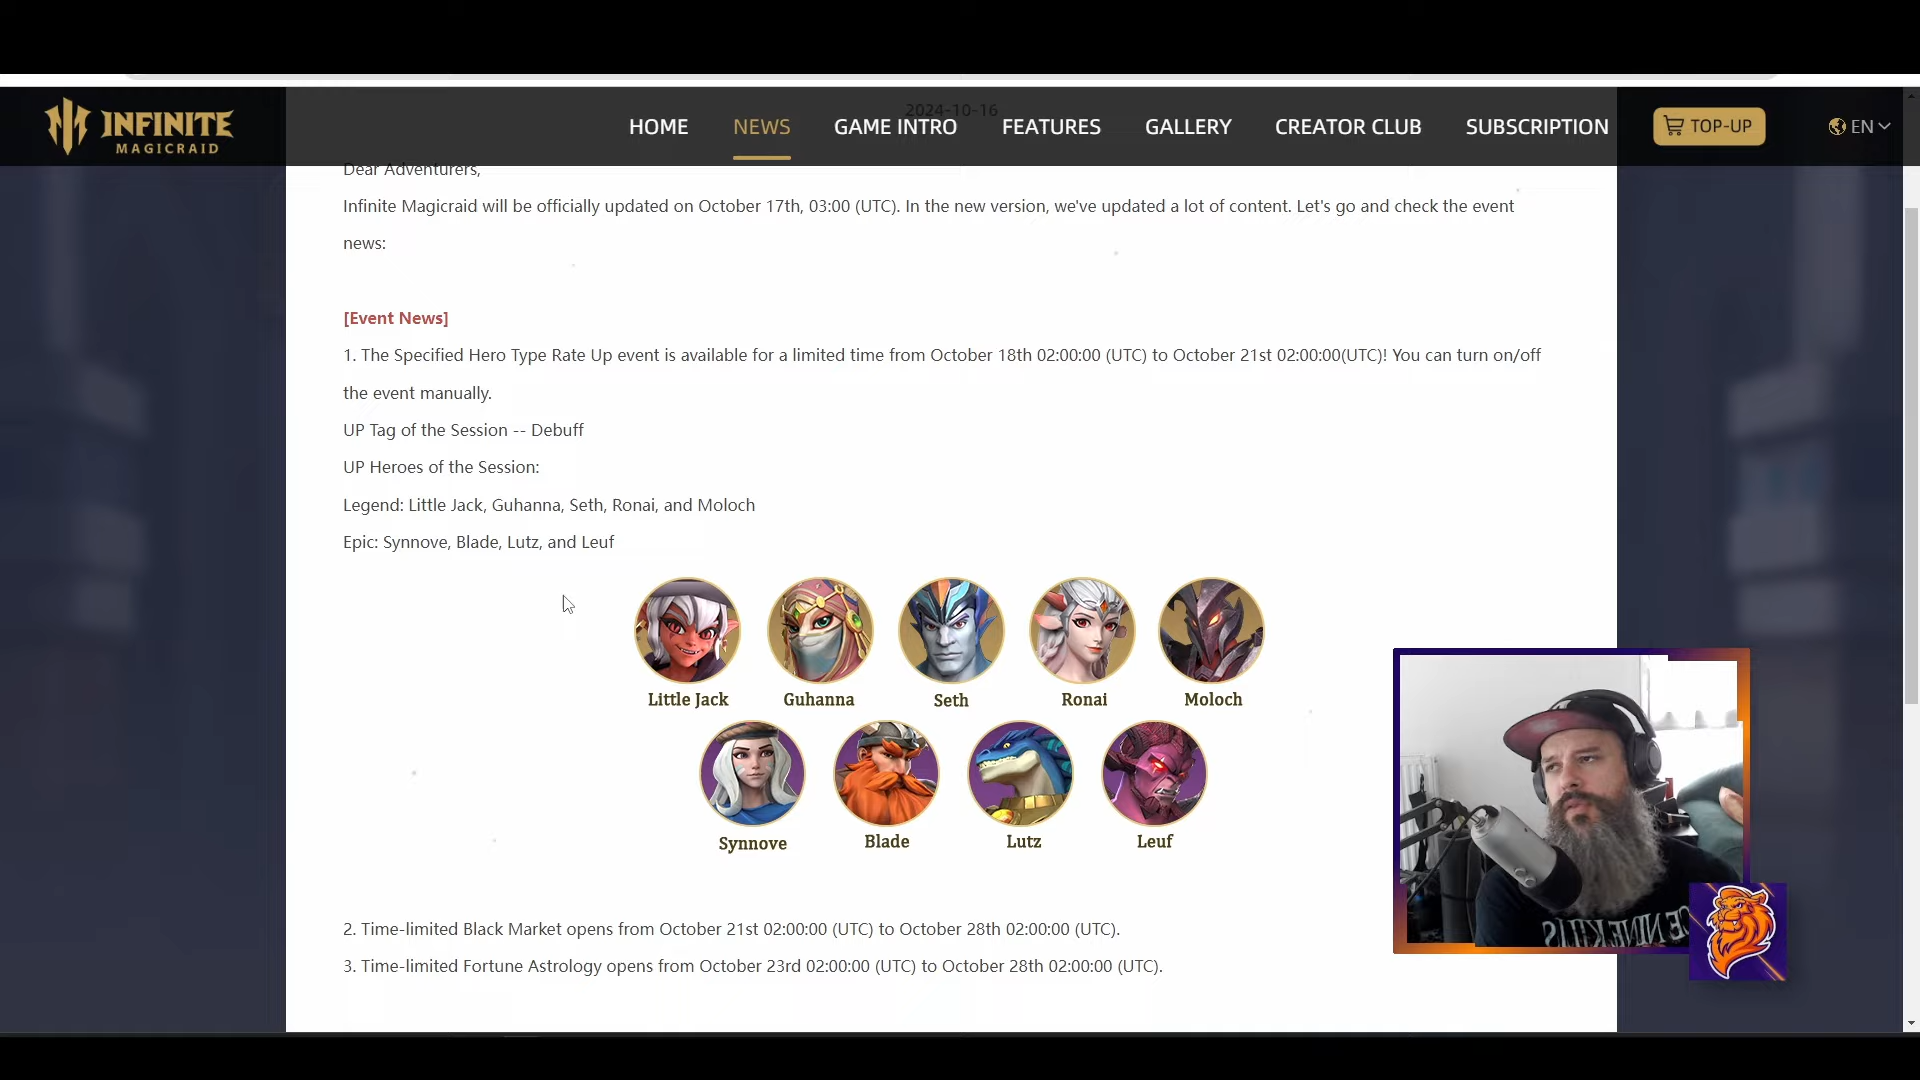 INFINITE
MAGICRAID
HOME
NEWS
GAME INTRO
FEATURES
GALLERY
CREATOR CLUB
SUBSCRIPTION
TOP-UP
EN
2024-10-16
Dear Adventurers,
Infinite Magicraid will be officially updated on October 17th, 03:00 (UTC). In the new version, we've updated a lot of content. Let's go and check the event
news:
[Event News]
1. The Specified Hero Type Rate Up event is available for a limited time from October 18th 02:00:00 (UTC) to October 21st 02:00:00(UTC)! You can turn on/off
the event manually.
UP Tag of the Session -- Debuff
UP Heroes of the Session:
Legend: Little Jack, Guhanna, Seth, Ronai, and Moloch
Epic: Synnove, Blade, Lutz, and Leuf
Little Jack
Guhanna
Seth
Ronai
Moloch
Synnove
Blade
Lutz
Leuf
2. Time-limited Black Market opens from October 21st 02:00:00 (UTC) to October 28th 02:00:00 (UTC).
3. Time-limited Fortune Astrology opens from October 23rd 02:00:00 (UTC) to October 28th 02:00:00 (UTC).